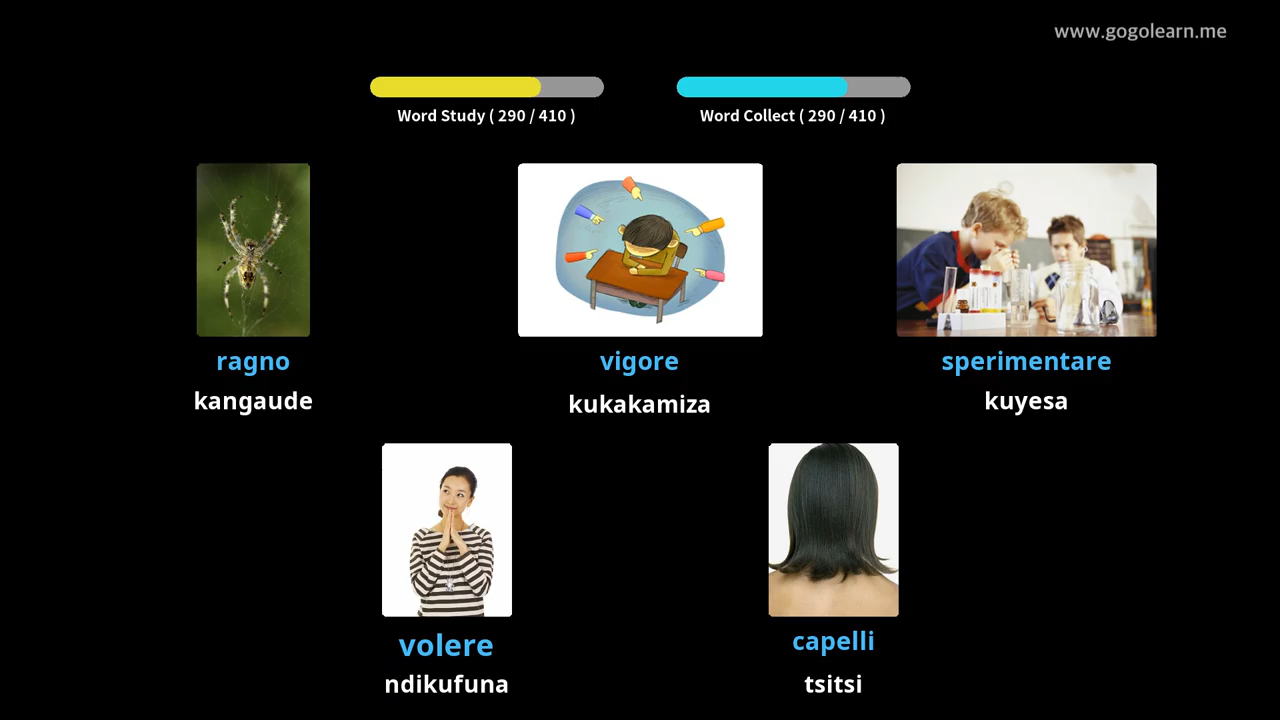 www.gogolearn.me
Word Study ( 290 / 410 )
Word Collect ( 290 / 410 )
ragno
kangaude
vigore
kukakamiza
sperimentare
kuyesa
volere
ndikufuna
capelli
tsitsi